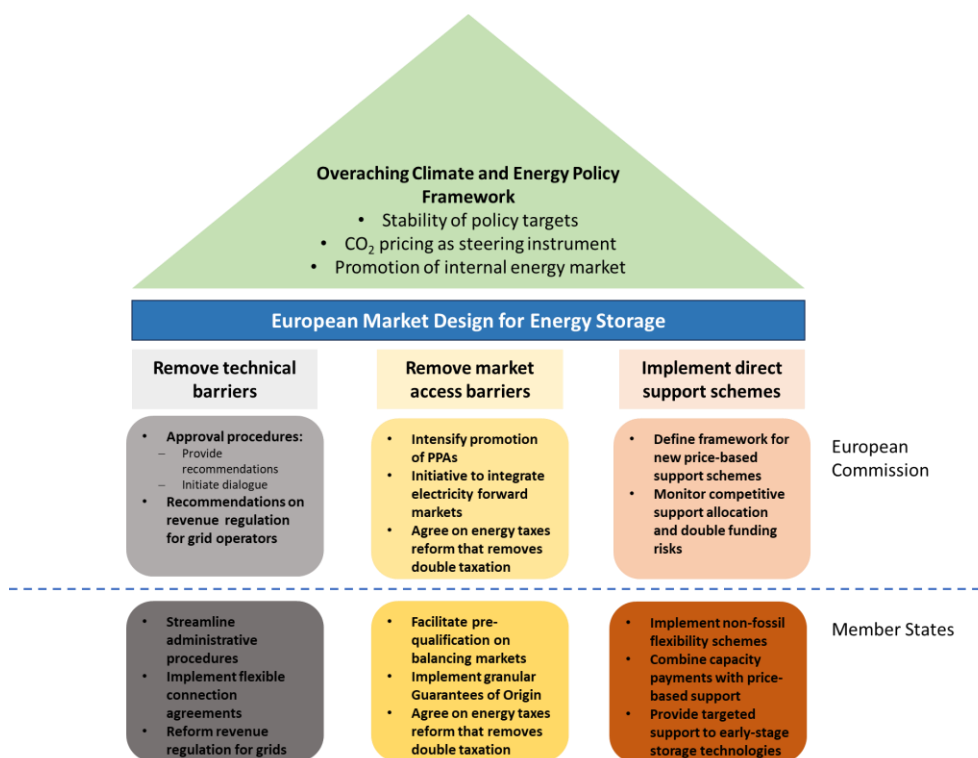 Overaching Climate and Energy Policy
Framework
• Stability of policy targets
• CO₂ pricing as steering instrument
• Promotion of internal energy market
European Market Design for Energy Storage
Remove technical
barriers
Remove market
access barriers
Implement direct
support schemes
• Approval procedures:
– Provide
recommendations
– Initiate dialogue
• Recommendations on
revenue regulation
for grid operators
• Intensify promotion
of PPAs
• Initiative to integrate
electricity forward
markets
• Agree on energy taxes
reform that removes
double taxation
• Define framework for
new price-based
support schemes
• Monitor competitive
support allocation
and double funding
risks
European
Commission
• Streamline
administrative
procedures
• Implement flexible
connection
agreements
• Reform revenue
regulation for grids
• Facilitate pre-
qualification on
balancing markets
• Implement granular
Guarantees of Origin
• Agree on energy taxes
reform that removes
double taxation
• Implement non-fossil
flexibility schemes
• Combine capacity
payments with price-
based support
• Provide targeted
support to early-stage
storage technologies
Member States